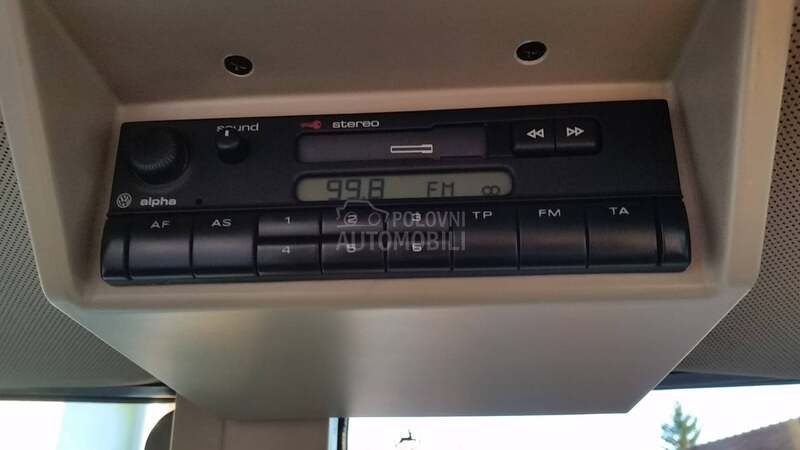 sound
stereo
99.8 FM
alpha
AF AS 1 2 3 TP FM TA
4 5 6
POLOVNI
AUTOMOBILI